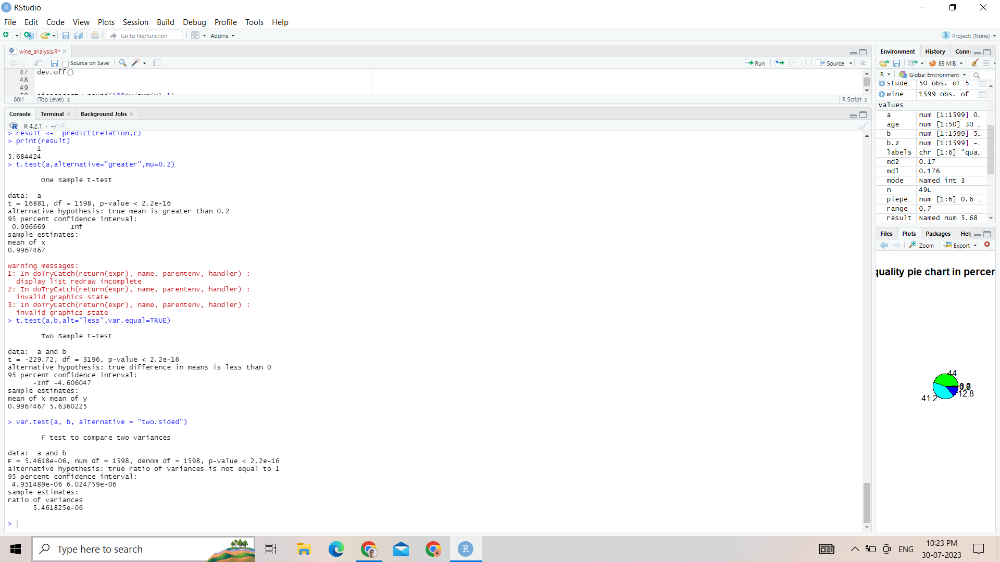 RStudio
File Edit Code View Plots Session Build Debug Profile Tools Help
Go to file/function
Addins
Project: (None)
wine_analysis.R*
Source on Save
Run
Source
47 dev.off()
48
49
80:1 (Top Level)
R Script
Console Terminal Background Jobs
R 4.2.1 · ~/
> result <- predict(relation,c)
> print(result)
1
5.684424
> t.test(a,alternative="greater",mu=0.2)
One Sample t-test
data: a
t = 16881, df = 1598, p-value < 2.2e-16
alternative hypothesis: true mean is greater than 0.2
95 percent confidence interval:
0.996669 Inf
sample estimates:
mean of x
0.9967467
Warning messages:
1: In doTryCatch(return(expr), name, parentenv, handler) :
display list redraw incomplete
2: In doTryCatch(return(expr), name, parentenv, handler) :
invalid graphics state
3: In doTryCatch(return(expr), name, parentenv, handler) :
invalid graphics state
> t.test(a,b,alt="less",var.equal=TRUE)
Two Sample t-test
data: a and b
t = -229.72, df = 3196, p-value < 2.2e-16
alternative hypothesis: true difference in means is less than 0
95 percent confidence interval:
-Inf -4.606047
sample estimates:
mean of x mean of y
0.9967467 5.6360225
> var.test(a, b, alternative = "two.sided")
F test to compare two variances
data: a and b
F = 5.4618e-06, num df = 1598, denom df = 1598, p-value < 2.2e-16
alternative hypothesis: true ratio of variances is not equal to 1
95 percent confidence interval:
4.951489e-06 6.024759e-06
sample estimates:
ratio of variances
5.461825e-06
>
Environment History Conne
89 MiB
R Global Environment
stude… 50 obs. of 5…
wine 1599 obs. of…
Values
a num [1:1599] 0…
age num [1:50] 30 …
b num [1:1599] 5…
b.z num [1:1599] -…
labels chr [1:6] "qua…
md2 0.17
mdl 0.176
mode Named int 3
n 49L
piepe… num [1:6] 0.6 …
range 0.7
result Named num 5.68
Files Plots Packages Hel
Zoom Export
quality pie chart in percen
44
12.8
41.2
Type here to search
ENG
10:23 PM
30-07-2023